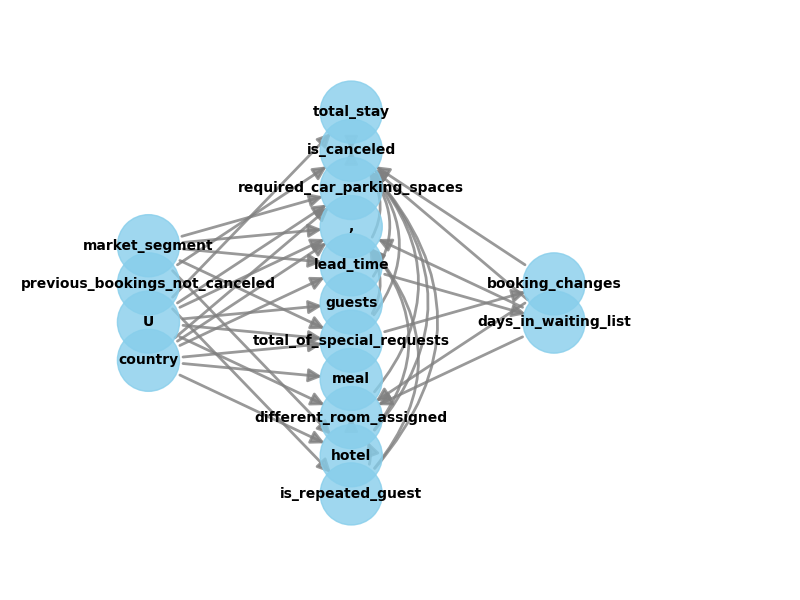 total_stay
is_canceled
required_car_parking_spaces
,
market_segment
lead_time
previous_bookings_not_canceled
booking_changes
guests
U
days_in_waiting_list
total_of_special_requests
country
meal
different_room_assigned
hotel
is_repeated_guest